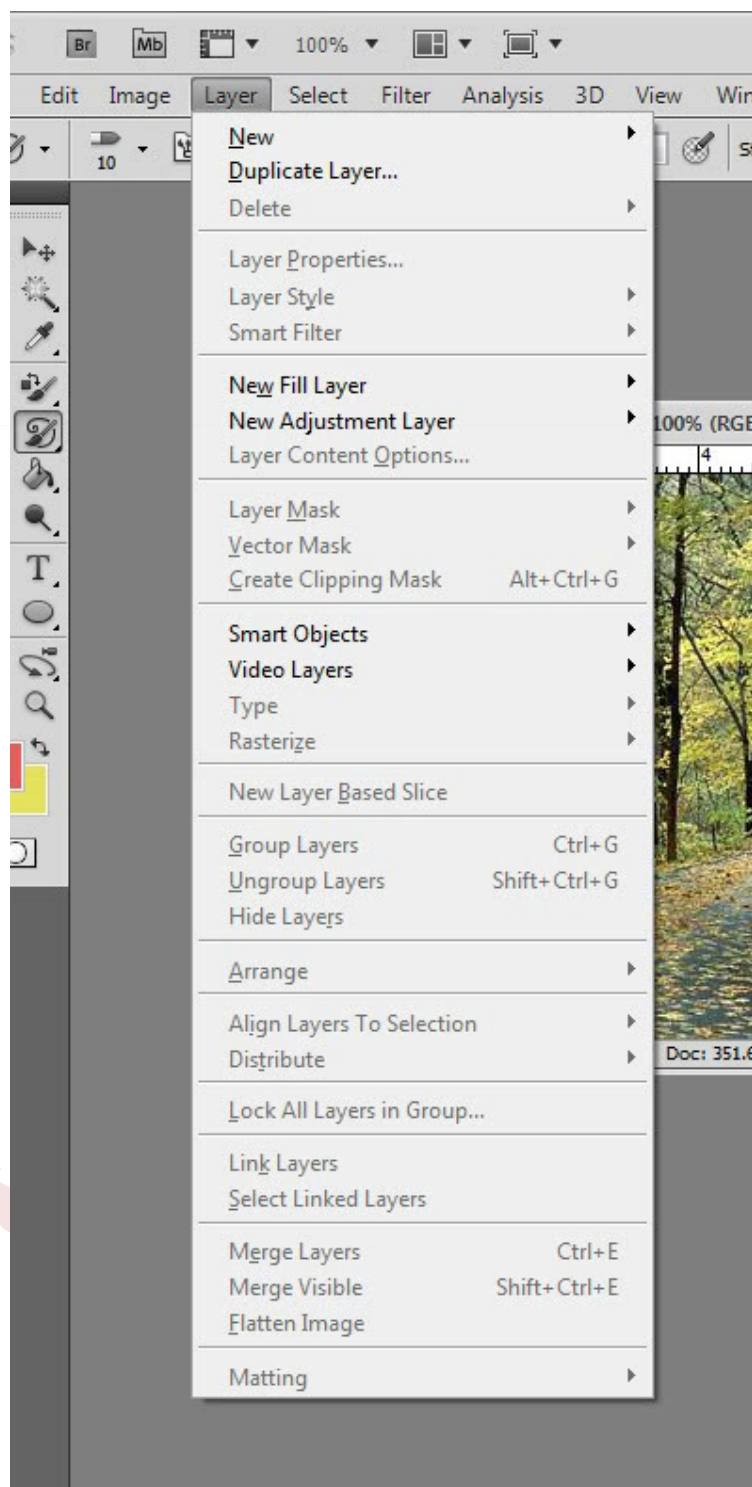 Br Mb 100%
Edit Image Layer Select Filter Analysis 3D View
10
New
Duplicate Layer...
Delete
Layer Properties...
Layer Style
Smart Filter
New Fill Layer
New Adjustment Layer
Layer Content Options...
Layer Mask
Vector Mask
Create Clipping Mask Alt+Ctrl+G
Smart Objects
Video Layers
Type
Rasterize
New Layer Based Slice
Group Layers Ctrl+G
Ungroup Layers Shift+Ctrl+G
Hide Layers
Arrange
Align Layers To Selection
Distribute
Lock All Layers in Group...
Link Layers
Select Linked Layers
Merge Layers Ctrl+E
Merge Visible Shift+Ctrl+E
Flatten Image
Matting
T
100% (RGB
4
Doc: 351.6